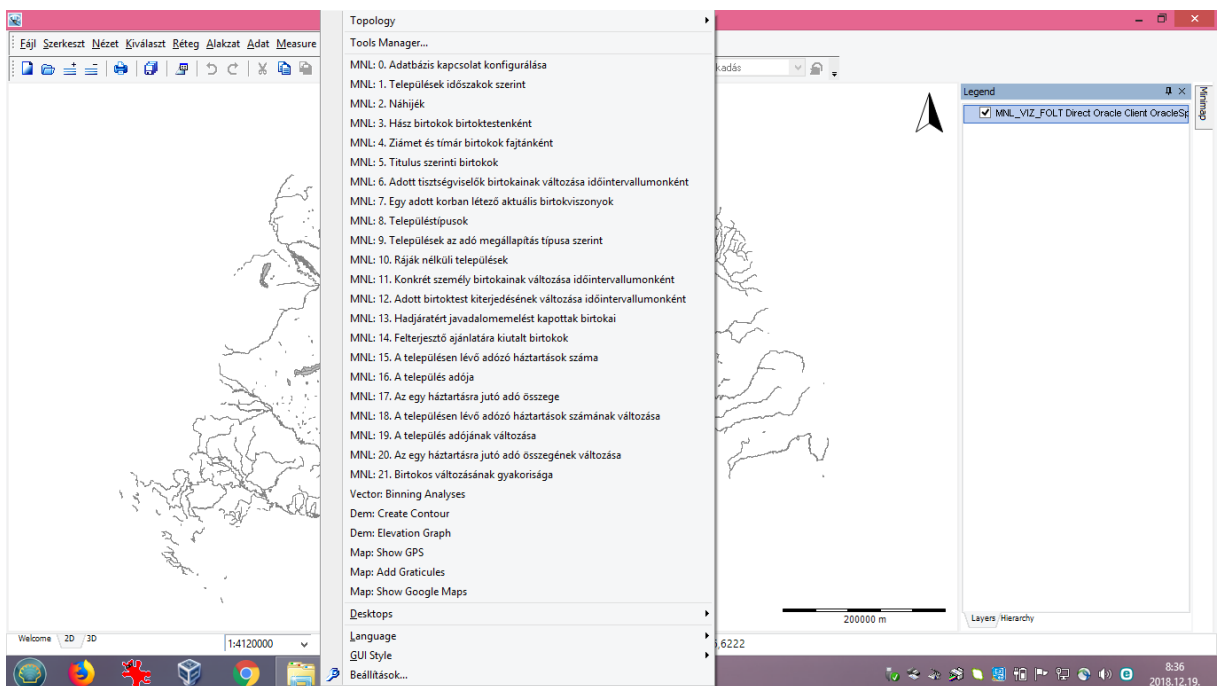 Topology
Fájl Szerkeszt Nézet Kiválaszt Réteg Alakzat Adat Measure
Tools Manager...
MNL: 0. Adatbázis kapcsolat konfigurálása
kadás
MNL: 1. Települések időszakok szerint
Legend
Minimap
MNL: 2. Náhijék
MNL_VIZ_FOLT Direct Oracle Client OracleSp
MNL: 3. Hász birtokok birtoktestenként
MNL: 4. Ziámet és tímár birtokok fajtánként
MNL: 5. Titulus szerinti birtokok
MNL: 6. Adott tisztségviselők birtokainak változása időintervallumonként
MNL: 7. Egy adott korban létező aktuális birtokviszonyok
MNL: 8. Településtípusok
MNL: 9. Települések az adó megállapítás típusa szerint
MNL: 10. Ráják nélküli települések
MNL: 11. Konkrét személy birtokainak változása időintervallumonként
MNL: 12. Adott birtoktest kiterjedésének változása időintervallumonként
MNL: 13. Hadjáratért javadalomemelést kapottak birtokai
MNL: 14. Felterjesztő ajánlatára kiutalt birtokok
MNL: 15. A településen lévő adózó háztartások száma
MNL: 16. A település adója
MNL: 17. Az egy háztartásra jutó adó összege
MNL: 18. A településen lévő adózó háztartások számának változása
MNL: 19. A település adójának változása
MNL: 20. Az egy háztartásra jutó adó összegének változása
MNL: 21. Birtokos változásának gyakorisága
Vector: Binning Analyses
Dem: Create Contour
Dem: Elevation Graph
Map: Show GPS
Map: Add Graticules
Map: Show Google Maps
Desktops
200000 m
Layers Hierarchy
Welcome 2D 3D
1:4120000
Language
,6222
GUI Style
Beállítások...
8:36
2018.12.19.